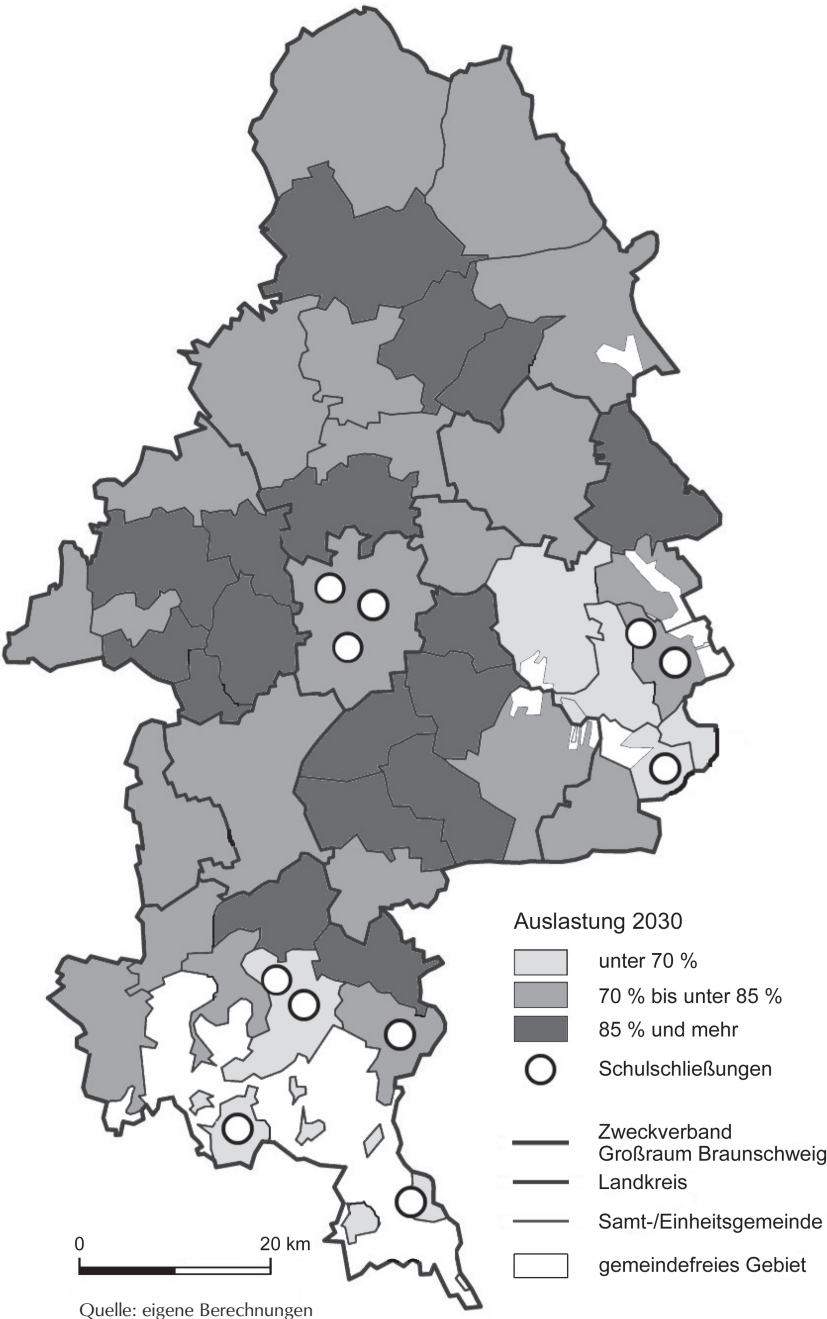 Auslastung 2030
unter 70 %
70 % bis unter 85 %
85 % und mehr
Schulschließungen
Zweckverband
Großraum Braunschweig
Landkreis
Samt-/Einheitsgemeinde
gemeindefreies Gebiet
0 20 km
Quelle: eigene Berechnungen